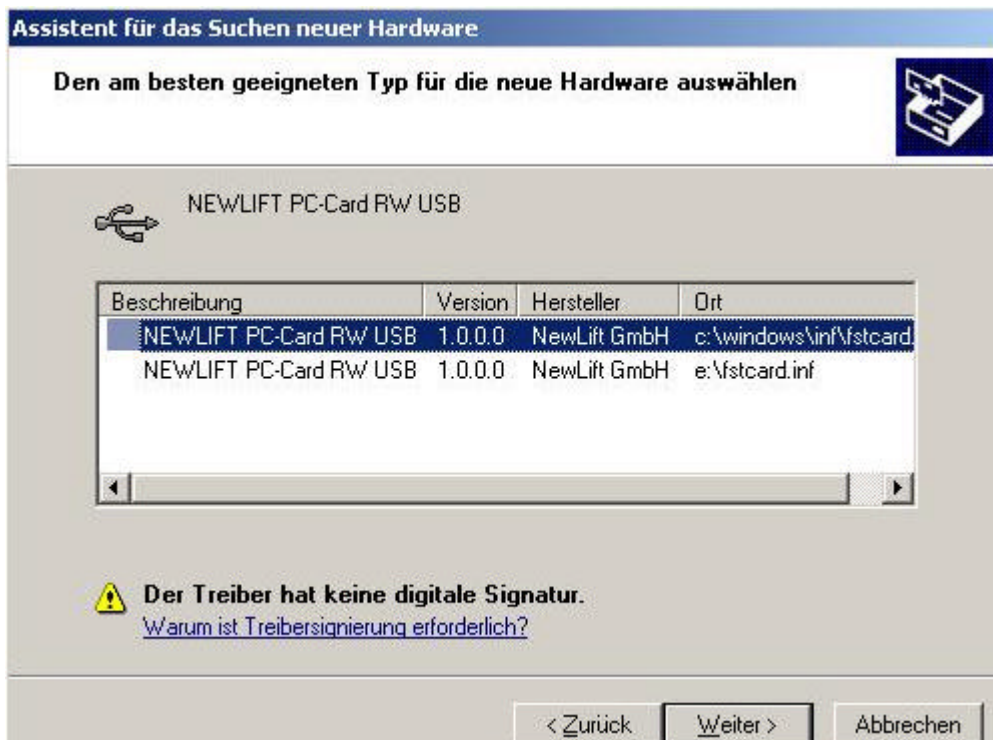 Assistent für das Suchen neuer Hardware
Den am besten geeigneten Typ für die neue Hardware auswählen
NEWLIFT PC-Card RW USB
Beschreibung Version Hersteller Ort
NEWLIFT PC-Card RW USB 1.0.0.0 NewLift GmbH c:\windows\inf\fstcard.
NEWLIFT PC-Card RW USB 1.0.0.0 NewLift GmbH e:\fstcard.inf
Der Treiber hat keine digitale Signatur.
Warum ist Treibersignierung erforderlich?
< Zurück Weiter > Abbrechen